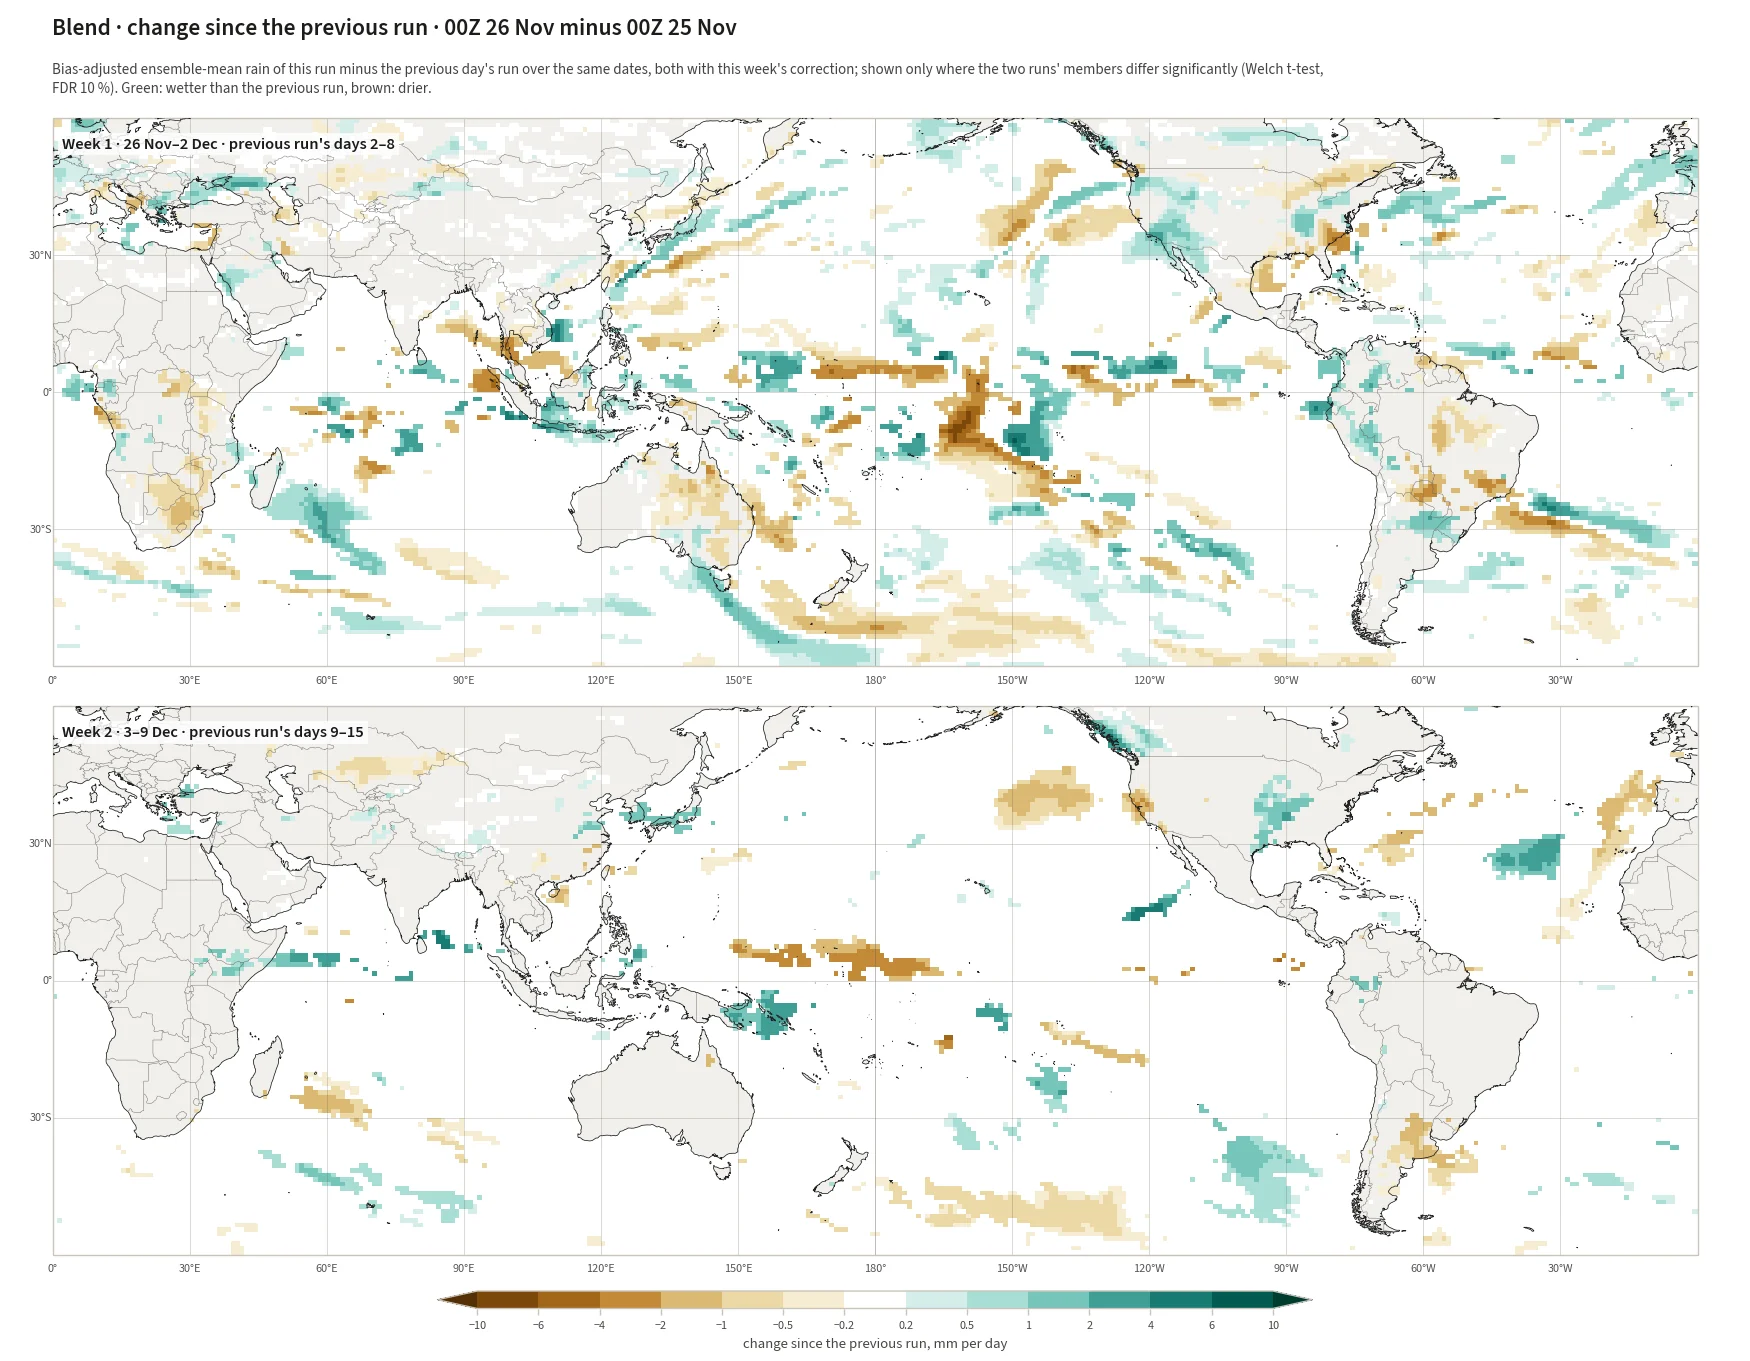 Blend · change since the previous run · 00Z 26 Nov minus 00Z 25 Nov
Bias-adjusted ensemble-mean rain of this run minus the previous day's run over the same dates, both with this week's correction; shown only where the two runs' members differ significantly (Welch t-test,
FDR 10 %). Green: wetter than the previous run, brown: drier.
Week 1 · 26 Nov–2 Dec · previous run's days 2–8
30°N
0°
30°S
0° 30°E 60°E 90°E 120°E 150°E 180° 150°W 120°W 90°W 60°W 30°W
Week 2 · 3–9 Dec · previous run's days 9–15
30°N
0°
30°S
0° 30°E 60°E 90°E 120°E 150°E 180° 150°W 120°W 90°W 60°W 30°W
−10 −6 −4 −2 −1 −0.5 −0.2 0.2 0.5 1 2 4 6 10
change since the previous run, mm per day